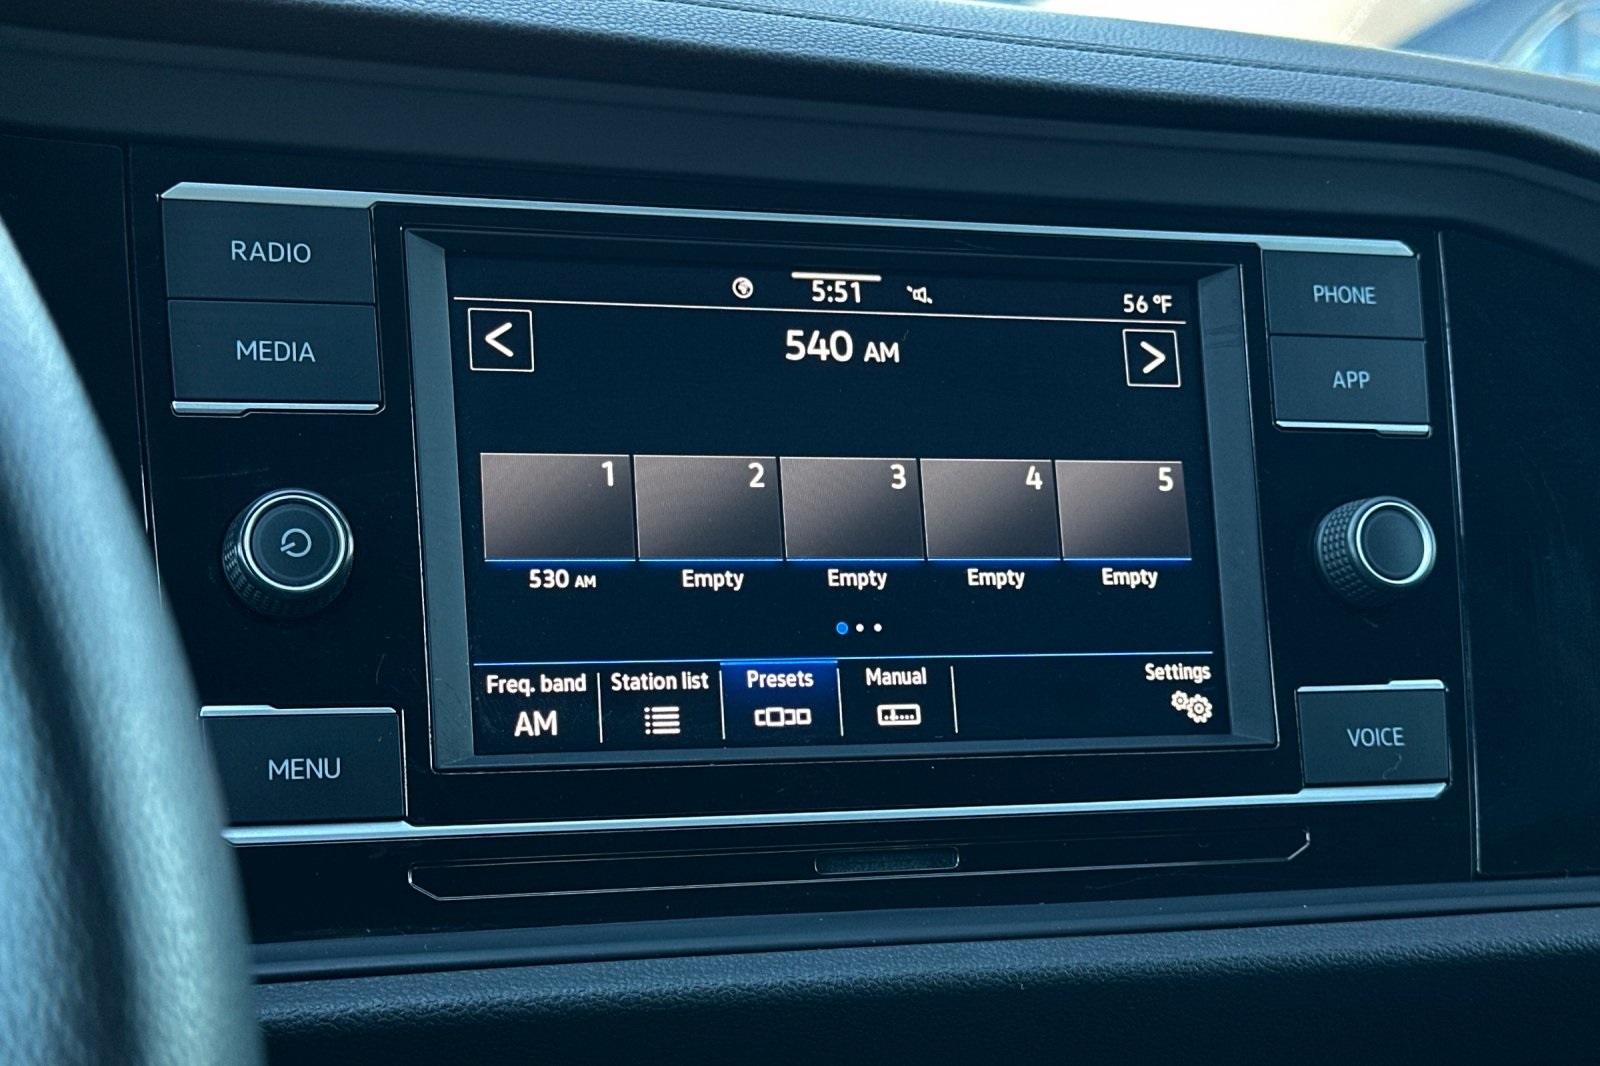 RADIO
MEDIA
MENU
PHONE
APP
VOICE
5:51
56 °F
<
540 AM
>
1 2 3 4 5
530 AM Empty Empty Empty Empty
Freq. band Station list Presets Manual Settings
AM